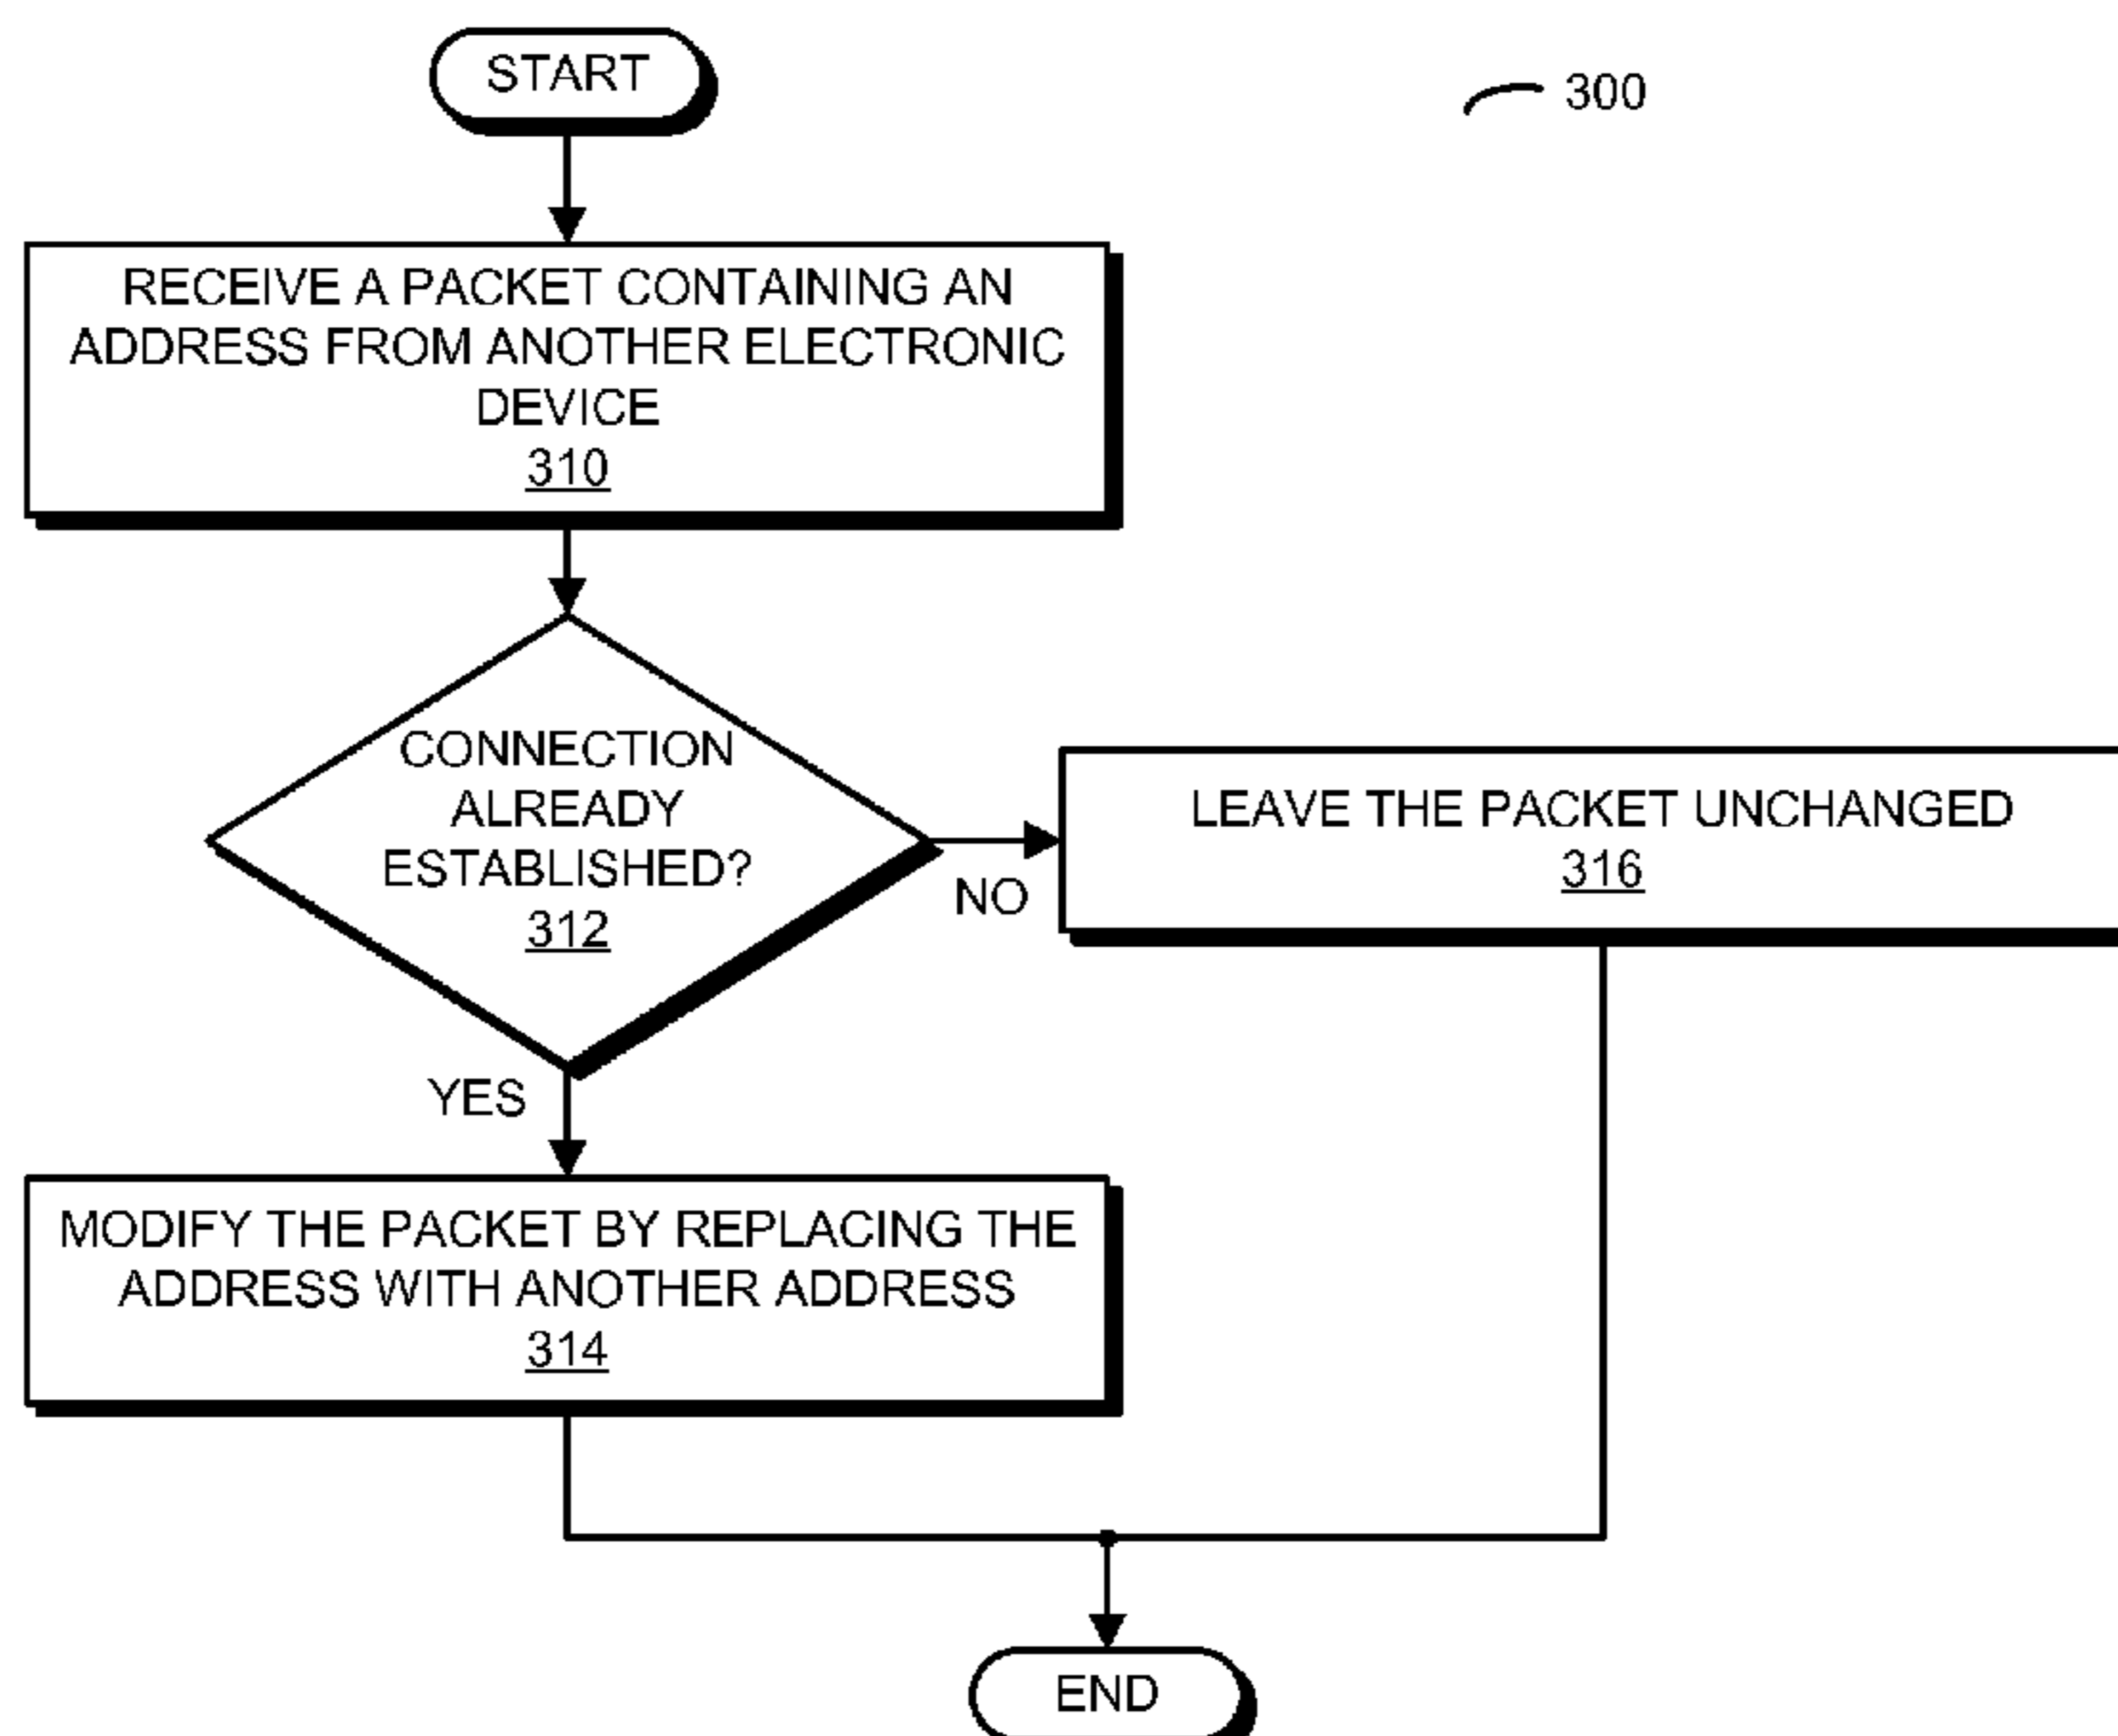 START
300
RECEIVE A PACKET CONTAINING AN
ADDRESS FROM ANOTHER ELECTRONIC
DEVICE
310
CONNECTION
ALREADY
ESTABLISHED?
312
NO
LEAVE THE PACKET UNCHANGED
316
YES
MODIFY THE PACKET BY REPLACING THE
ADDRESS WITH ANOTHER ADDRESS
314
END